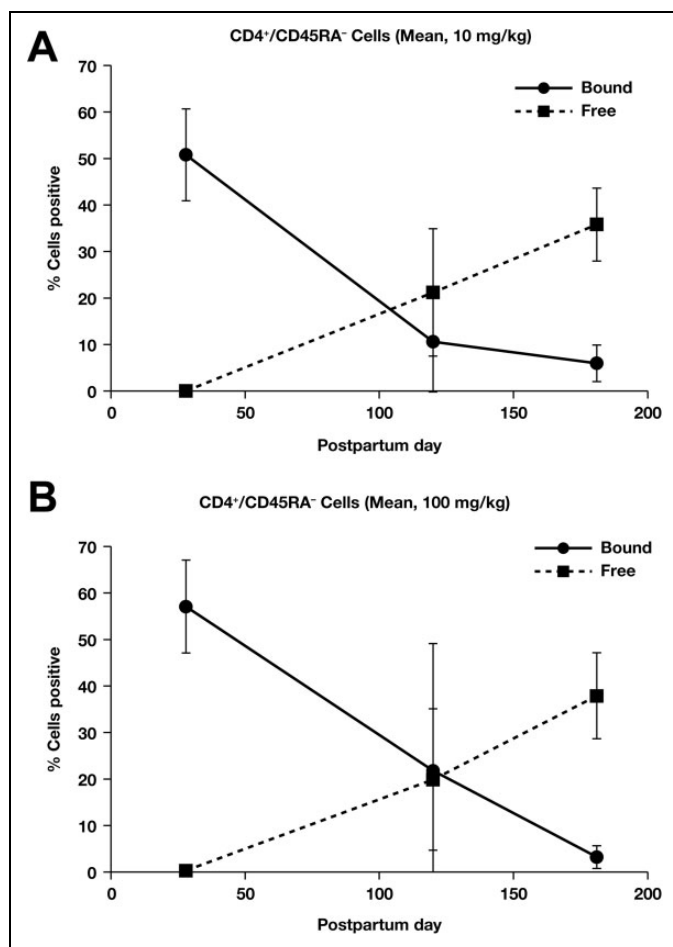 A
CD4⁺/CD45RA⁻ Cells (Mean, 10 mg/kg)
Bound
Free
% Cells positive
70
60
50
40
30
20
10
0
0 50 100 150 200
Postpartum day
B
CD4⁺/CD45RA⁻ Cells (Mean, 100 mg/kg)
Bound
Free
% Cells positive
70
60
50
40
30
20
10
0
0 50 100 150 200
Postpartum day